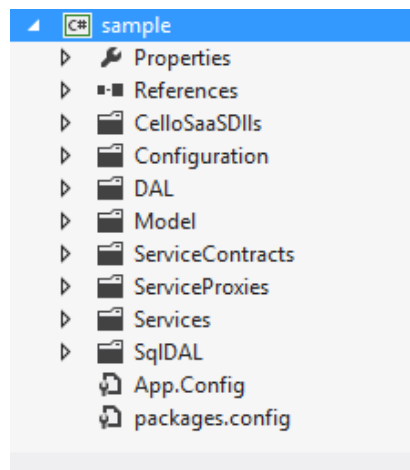 C# sample
Properties
References
CelloSaaSDlls
Configuration
DAL
Model
ServiceContracts
ServiceProxies
Services
SqlDAL
App.Config
packages.config